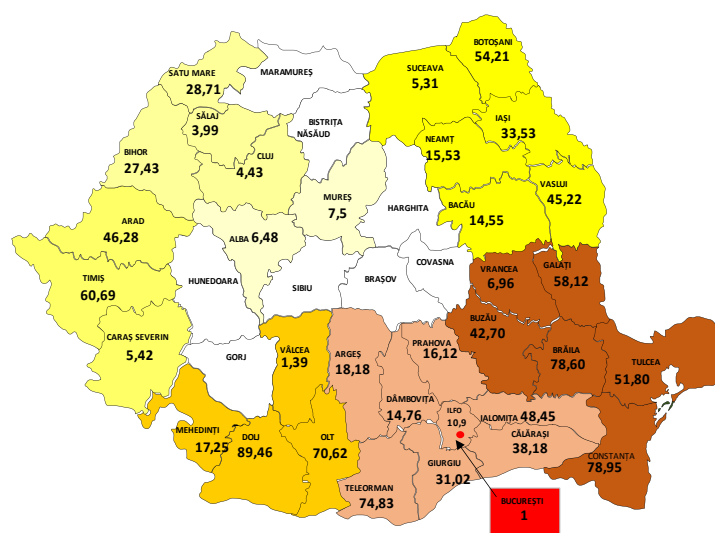 BOTOȘANI
54,21
SUCEAVA
5,31
MARAMUREȘ
SATU MARE
28,71
SĂLAJ
3,99
BISTRIȚA
NĂSĂUD
IAȘI
33,53
NEAMȚ
15,53
BIHOR
27,43
CLUJ
4,43
VASLUI
45,22
MUREȘ
7,5
HARGHITA
BACĂU
14,55
ARAD
46,28
ALBA 6,48
COVASNA
VRANCEA
6,96
GALAȚI
58,12
TIMIȘ
60,69
HUNEDOARA
SIBIU
BRAȘOV
BUZĂU
42,70
CARAȘ SEVERIN
5,42
GORJ
VÂLCEA
1,39
ARGEȘ
18,18
PRAHOVA
16,12
BRĂILA
78,60
TULCEA
51,80
DÂMBOVIȚA
14,76
ILFO
10,9
IALOMIȚA 48,45
MEHEDINȚI
17,25
DOLJ
89,46
OLT
70,62
CĂLĂRAȘI
38,18
CONSTANȚA
78,95
GIURGIU
31,02
TELEORMAN
74,83
BUCUREȘTI
1